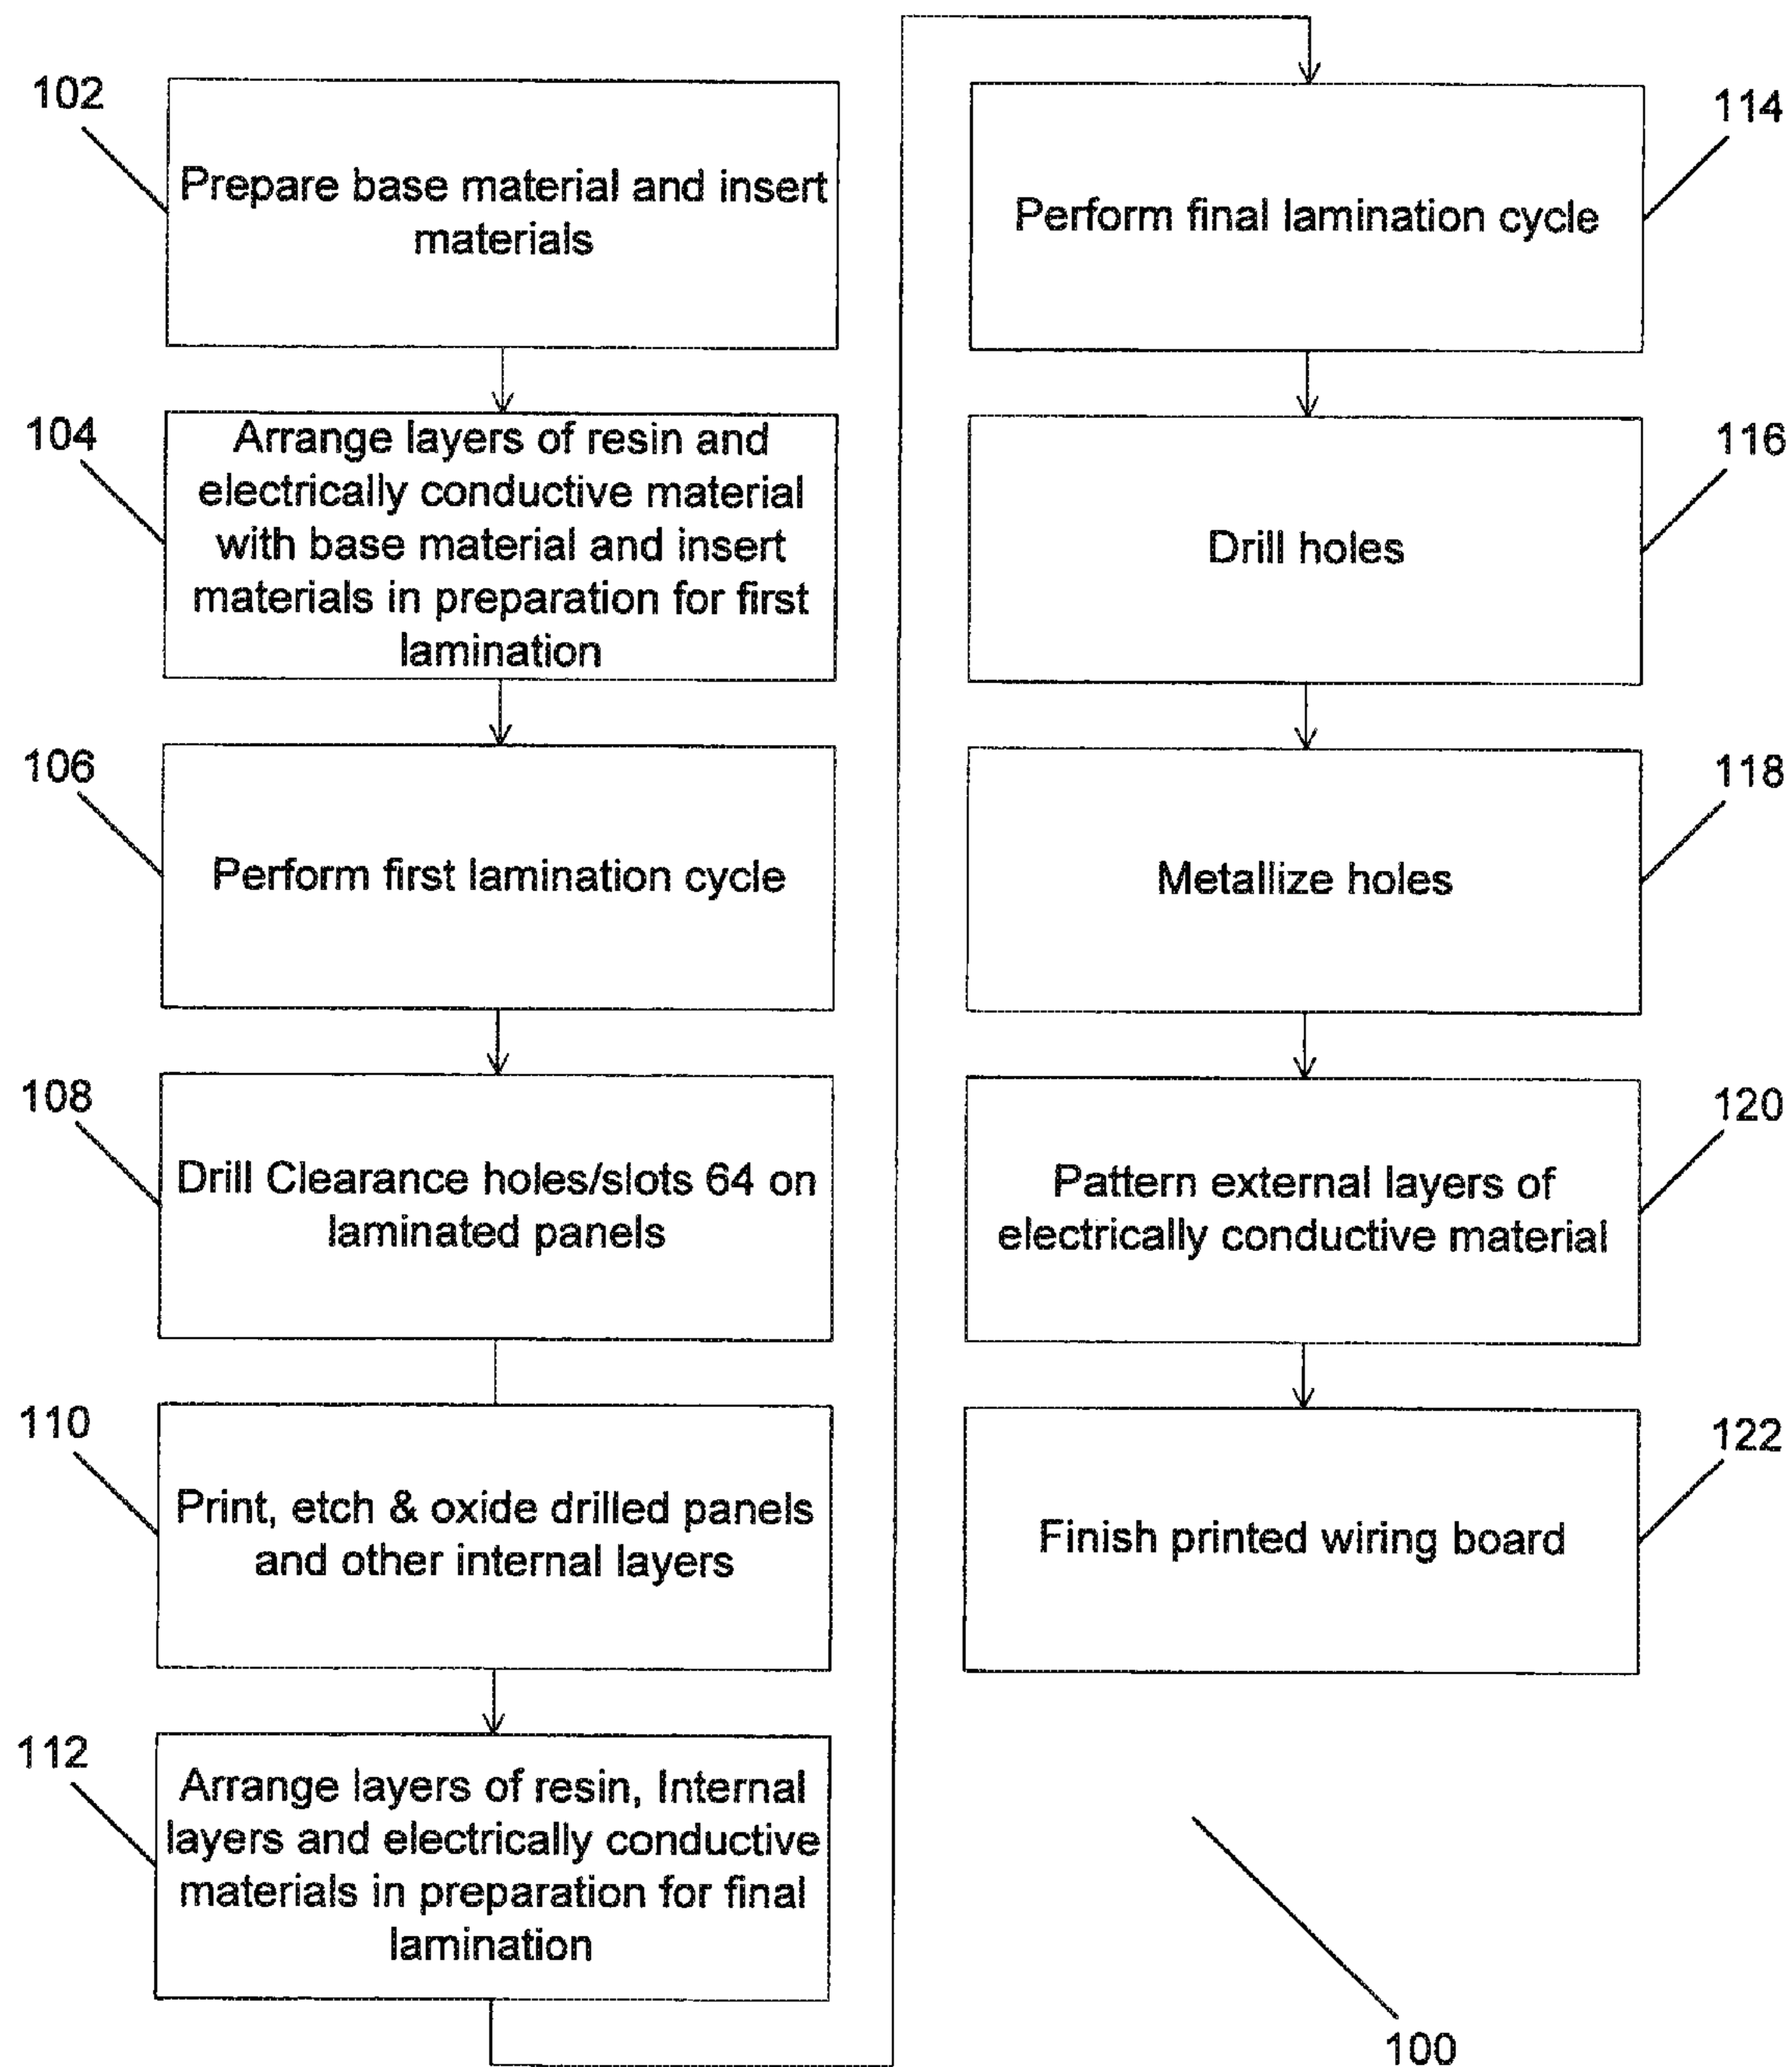 102
Prepare base material and insert
materials
104
Arrange layers of resin and
electrically conductive material
with base material and insert
materials in preparation for first
lamination
106
Perform first lamination cycle
108
Drill Clearance holes/slots 64 on
laminated panels
110
Print, etch & oxide drilled panels
and other internal layers
112
Arrange layers of resin, Internal
layers and electrically conductive
materials in preparation for final
lamination
114
Perform final lamination cycle
116
Drill holes
118
Metallize holes
120
Pattern external layers of
electrically conductive material
122
Finish printed wiring board
100